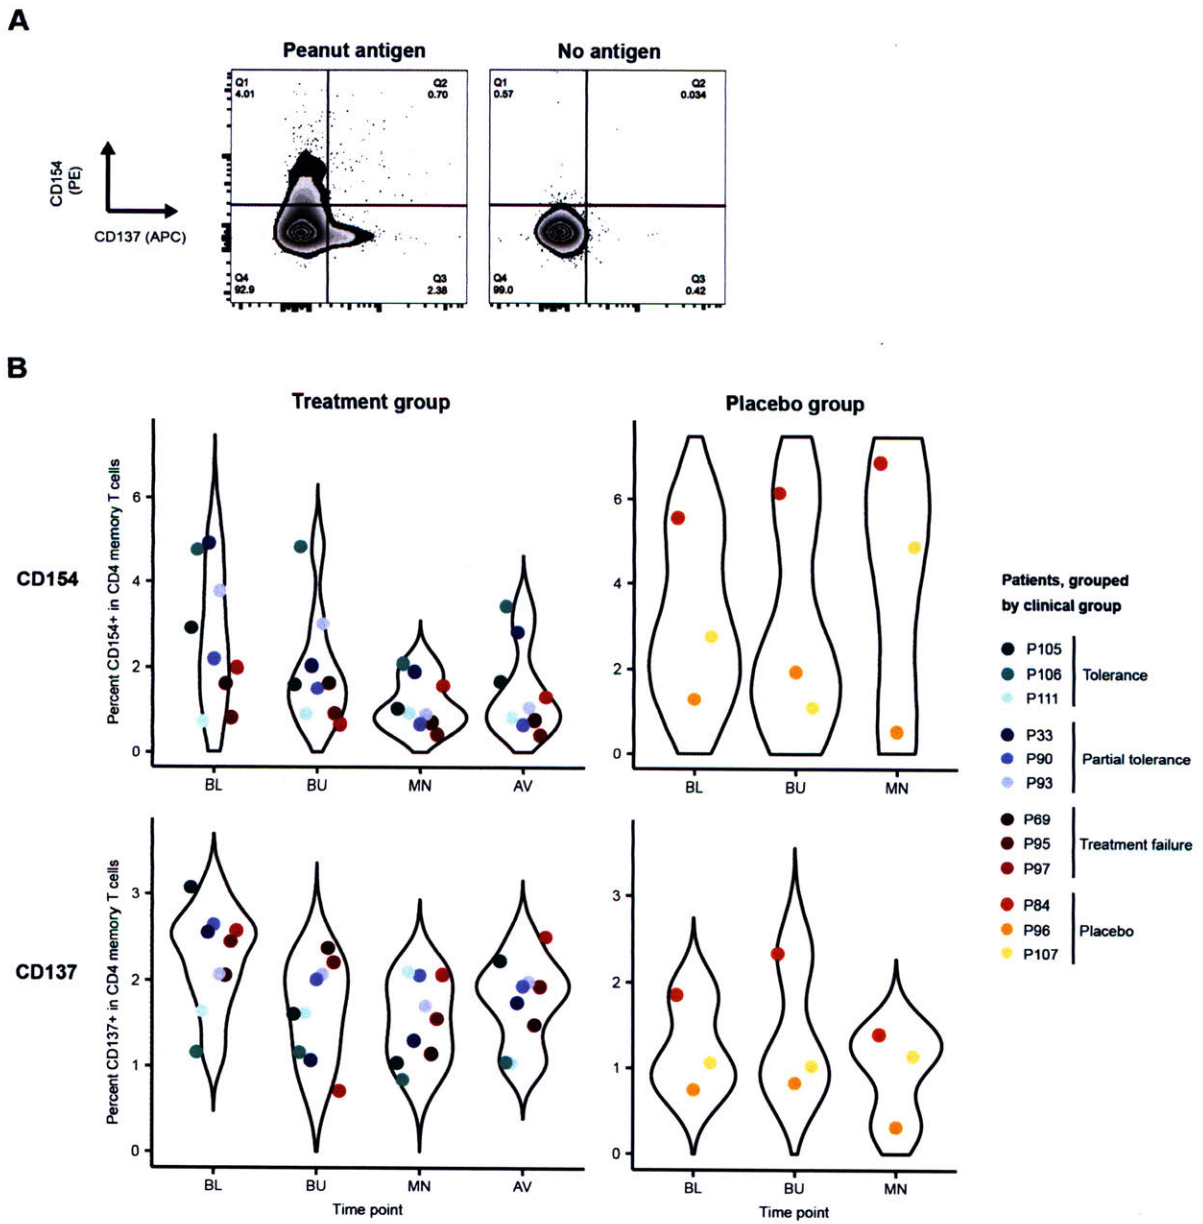 A
Peanut antigen
No antigen
Q1
4.01
Q2
0.70
Q1
0.57
Q2
0.034
CD154
(PE)
CD137 (APC)
Q4
92.9
Q3
2.38
Q4
99.0
Q3
0.42
B
Treatment group
Placebo group
CD154
Percent CD154+ in CD4 memory T cells
6
4
2
0
BL
BU
MN
AV
6
4
2
0
BL
BU
MN
CD137
Percent CD137+ in CD4 memory T cells
3
2
1
0
BL
BU
MN
AV
Time point
3
2
1
0
BL
BU
MN
Time point
Patients, grouped
by clinical group
P105
P106
P111
Tolerance
P33
P90
P93
Partial tolerance
P69
P95
P97
Treatment failure
P84
P96
P107
Placebo